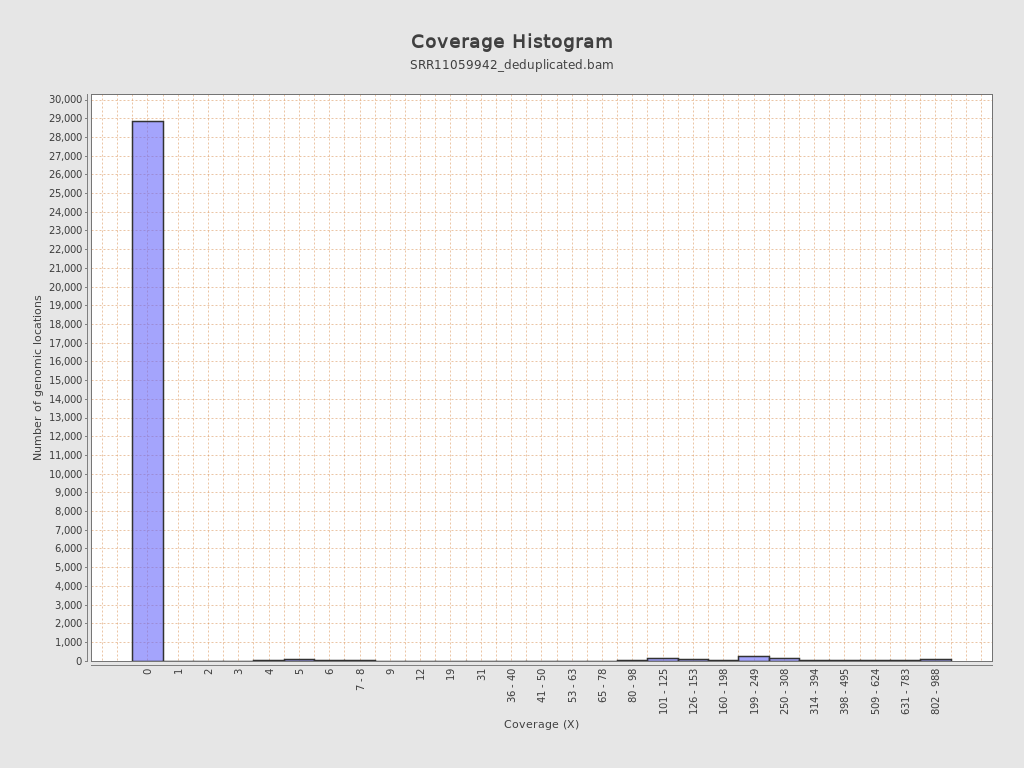 Coverage Histogram
SRR11059942_deduplicated.bam
Number of genomic locations
30,000
29,000
28,000
27,000
26,000
25,000
24,000
23,000
22,000
21,000
20,000
19,000
18,000
17,000
16,000
15,000
14,000
13,000
12,000
11,000
10,000
9,000
8,000
7,000
6,000
5,000
4,000
3,000
2,000
1,000
0
0
1
2
3
4
5
6
7 - 8
9
12
19
31
36 - 40
41 - 50
53 - 63
65 - 78
80 - 98
101 - 125
126 - 153
160 - 198
199 - 249
250 - 308
314 - 394
398 - 495
509 - 624
631 - 783
802 - 988
Coverage (X)